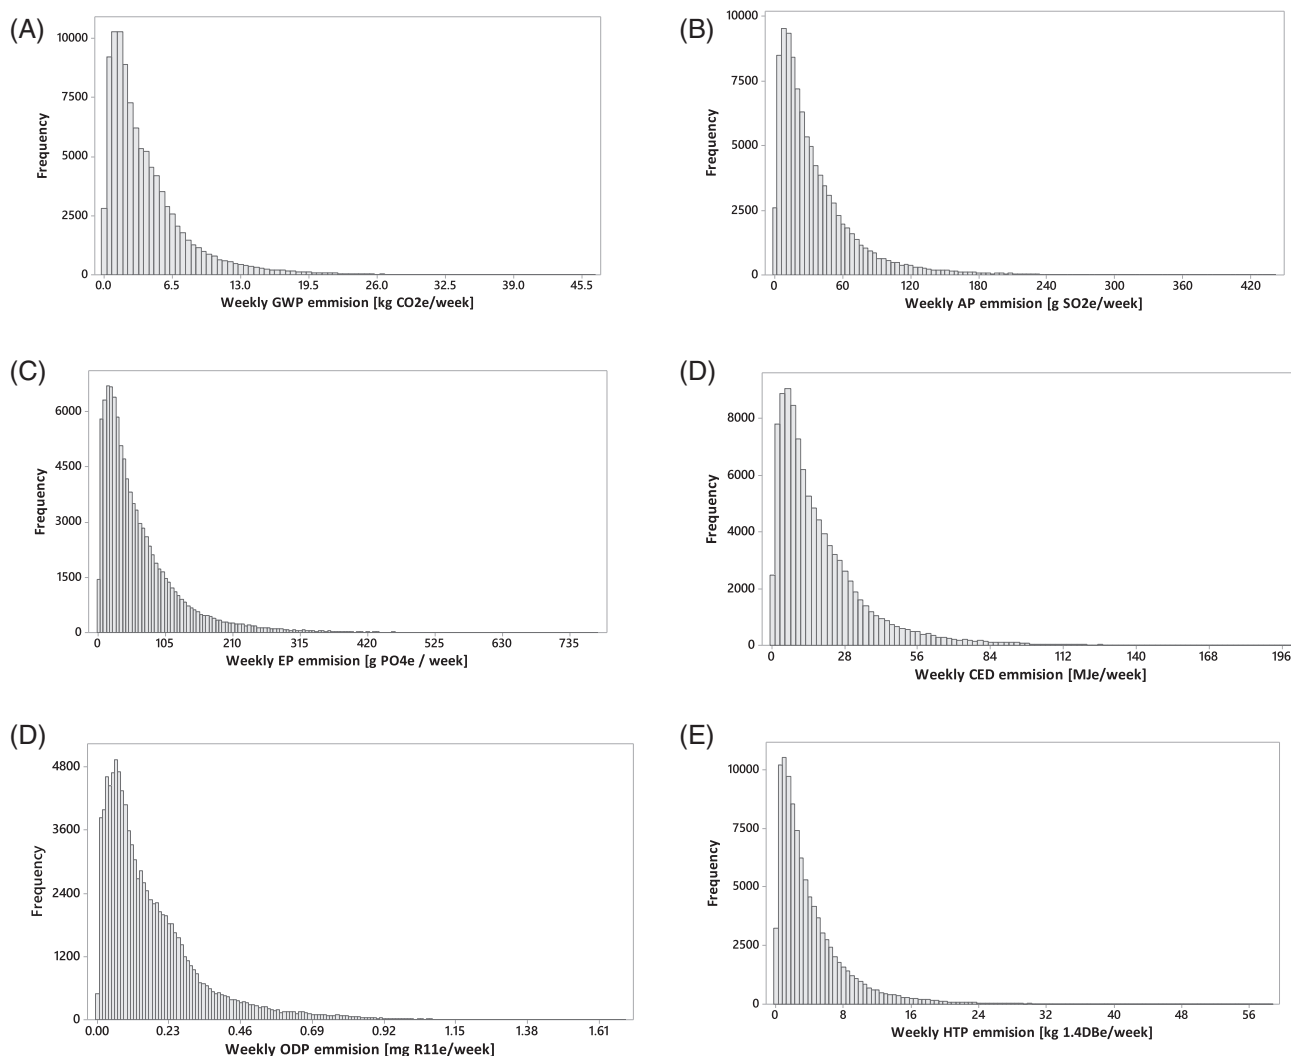 (A)
10000
7500
5000
2500
0
Frequency
0.0 6.5 13.0 19.5 26.0 32.5 39.0 45.5
Weekly GWP emmision [kg CO2e/week]
(B)
10000
7500
5000
2500
0
Frequency
0 60 120 180 240 300 360 420
Weekly AP emmision [g SO2e/week]
(C)
6000
4500
3000
1500
0
Frequency
0 105 210 315 420 525 630 735
Weekly EP emmision [g PO4e / week]
(D)
8000
6000
4000
2000
0
Frequency
0 28 56 84 112 140 168 196
Weekly CED emmision [MJe/week]
(D)
4800
3600
2400
1200
0
Frequency
0.00 0.23 0.46 0.69 0.92 1.15 1.38 1.61
Weekly ODP emmision [mg R11e/week]
(E)
10000
7500
5000
2500
0
Frequency
0 8 16 24 32 40 48 56
Weekly HTP emmision [kg 1.4DBe/week]